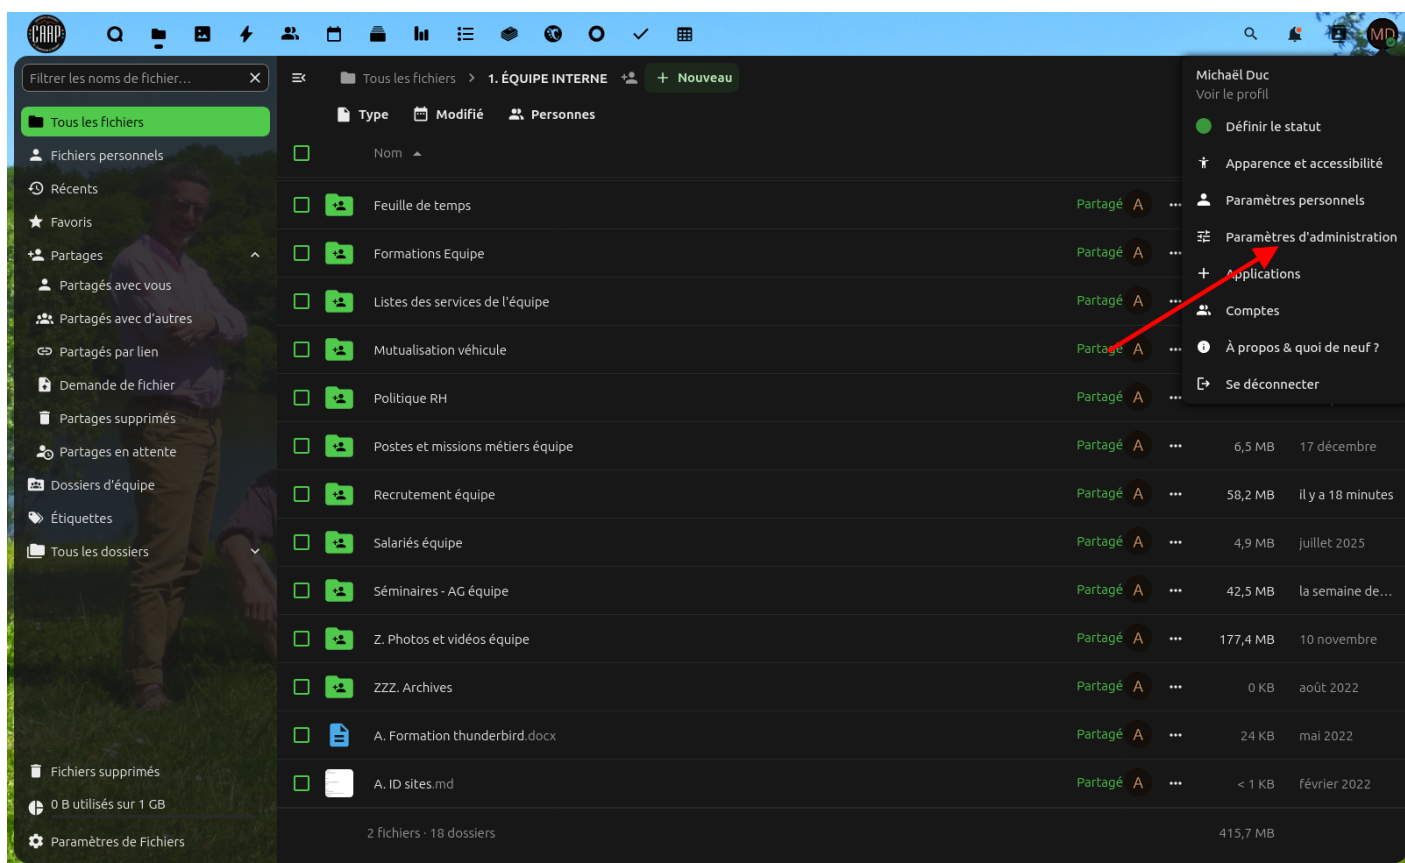 CAAP
MD
Filtrer les noms de fichier...
Tous les fichiers
Fichiers personnels
Récents
Favoris
Partages
Partagés avec vous
Partagés avec d'autres
Partagés par lien
Demande de fichier
Partages supprimés
Partages en attente
Dossiers d'équipe
Étiquettes
Tous les dossiers
Fichiers supprimés
0 B utilisés sur 1 GB
Paramètres de Fichiers
Tous les fichiers > 1. ÉQUIPE INTERNE + Nouveau
Type Modifié Personnes
Nom
Feuille de temps Partagé A ...
Formations Equipe Partagé A ...
Listes des services de l'équipe Partagé A ...
Mutualisation véhicule Partagé A ...
Politique RH Partagé A ...
Postes et missions métiers équipe Partagé A ... 6,5 MB 17 décembre
Recrutement équipe Partagé A ... 58,2 MB il y a 18 minutes
Salariés équipe Partagé A ... 4,9 MB juillet 2025
Séminaires - AG équipe Partagé A ... 42,5 MB la semaine de...
Z. Photos et vidéos équipe Partagé A ... 177,4 MB 10 novembre
ZZZ. Archives Partagé A ... 0 KB août 2022
A. Formation thunderbird.docx Partagé A ... 24 KB mai 2022
A. ID sites.md Partagé A ... < 1 KB février 2022
2 fichiers · 18 dossiers 415,7 MB
Michaël Duc
Voir le profil
Définir le statut
Apparence et accessibilité
Paramètres personnels
Paramètres d'administration
Applications
Comptes
À propos & quoi de neuf ?
Se déconnecter